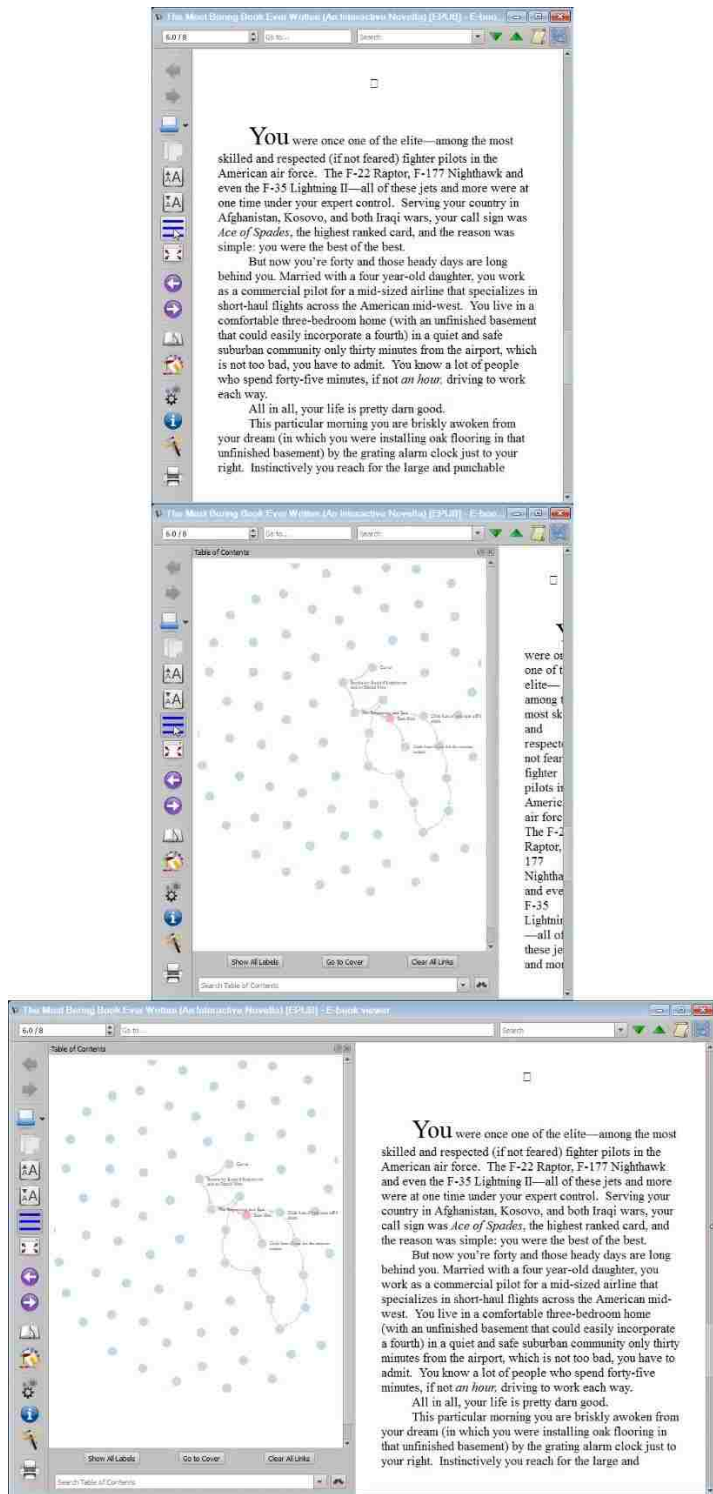 The Most Boring Book Ever Written (An Interactive Novella) [EPUB] - E-boo...
6.0 / 8
Go to...
Search
You were once one of the elite—among the most
skilled and respected (if not feared) fighter pilots in the
American air force. The F-22 Raptor, F-177 Nighthawk and
even the F-35 Lightning II—all of these jets and more were at
one time under your expert control. Serving your country in
Afghanistan, Kosovo, and both Iraqi wars, your call sign was
Ace of Spades, the highest ranked card, and the reason was
simple: you were the best of the best.
But now you’re forty and those heady days are long
behind you. Married with a four year-old daughter, you work
as a commercial pilot for a mid-sized airline that specializes in
short-haul flights across the American mid-west. You live in a
comfortable three-bedroom home (with an unfinished basement
that could easily incorporate a fourth) in a quiet and safe
suburban community only thirty minutes from the airport, which
is not too bad, you have to admit. You know a lot of people
who spend forty-five minutes, if not an hour, driving to work
each way.
All in all, your life is pretty darn good.
This particular morning you are briskly awoken from
your dream (in which you were installing oak flooring in that
unfinished basement) by the grating alarm clock just to your
right. Instinctively you reach for the large and punchable
The Most Boring Book Ever Written (An Interactive Novella) [EPUB] - E-boo...
6.0 / 8
Go to...
Search
Table of Contents
Cover
Show All Labels
Go to Cover
Clear All Links
Search Table of Contents
Y
were on
one of t
elite—
among t
most sk
and
respecte
not fear
fighter
pilots in
Americ
air forc
The F-2
Raptor,
177
Nightha
and eve
F-35
Lightnin
—all of
these je
and mor
The Most Boring Book Ever Written (An Interactive Novella) [EPUB] - E-book viewer
6.0 / 8
Go to...
Search
Table of Contents
Cover
Show All Labels
Go to Cover
Clear All Links
Search Table of Contents
You were once one of the elite—among the most
skilled and respected (if not feared) fighter pilots in the
American air force. The F-22 Raptor, F-177 Nighthawk
and even the F-35 Lightning II—all of these jets and more
were at one time under your expert control. Serving your
country in Afghanistan, Kosovo, and both Iraqi wars, your
call sign was Ace of Spades, the highest ranked card, and
the reason was simple: you were the best of the best.
But now you’re forty and those heady days are long
behind you. Married with a four year-old daughter, you
work as a commercial pilot for a mid-sized airline that
specializes in short-haul flights across the American mid-
west. You live in a comfortable three-bedroom home
(with an unfinished basement that could easily incorporate
a fourth) in a quiet and safe suburban community only thirty
minutes from the airport, which is not too bad, you have to
admit. You know a lot of people who spend forty-five
minutes, if not an hour, driving to work each way.
All in all, your life is pretty darn good.
This particular morning you are briskly awoken from
your dream (in which you were installing oak flooring in
that unfinished basement) by the grating alarm clock just to
your right. Instinctively you reach for the large and